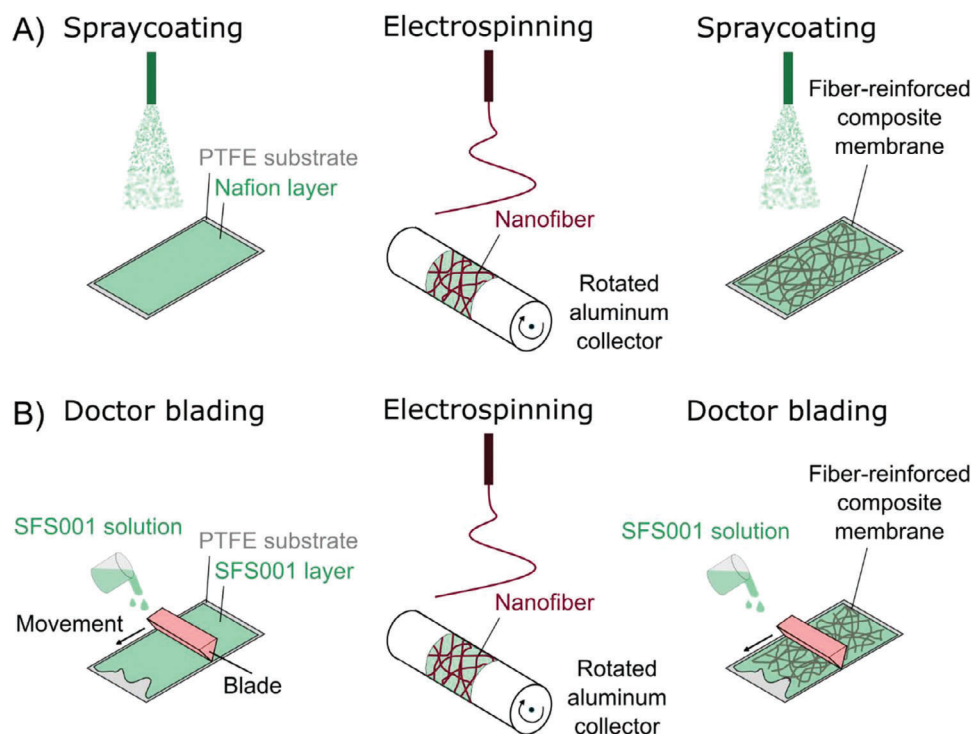 A)
Spraycoating
Electrospinning
Spraycoating
PTFE substrate
Nafion layer
Nanofiber
Rotated
aluminum
collector
Fiber-reinforced
composite
membrane
B)
Doctor blading
Electrospinning
Doctor blading
SFS001 solution
PTFE substrate
SFS001 layer
Movement
Blade
Nanofiber
Rotated
aluminum
collector
SFS001 solution
Fiber-reinforced
composite
membrane